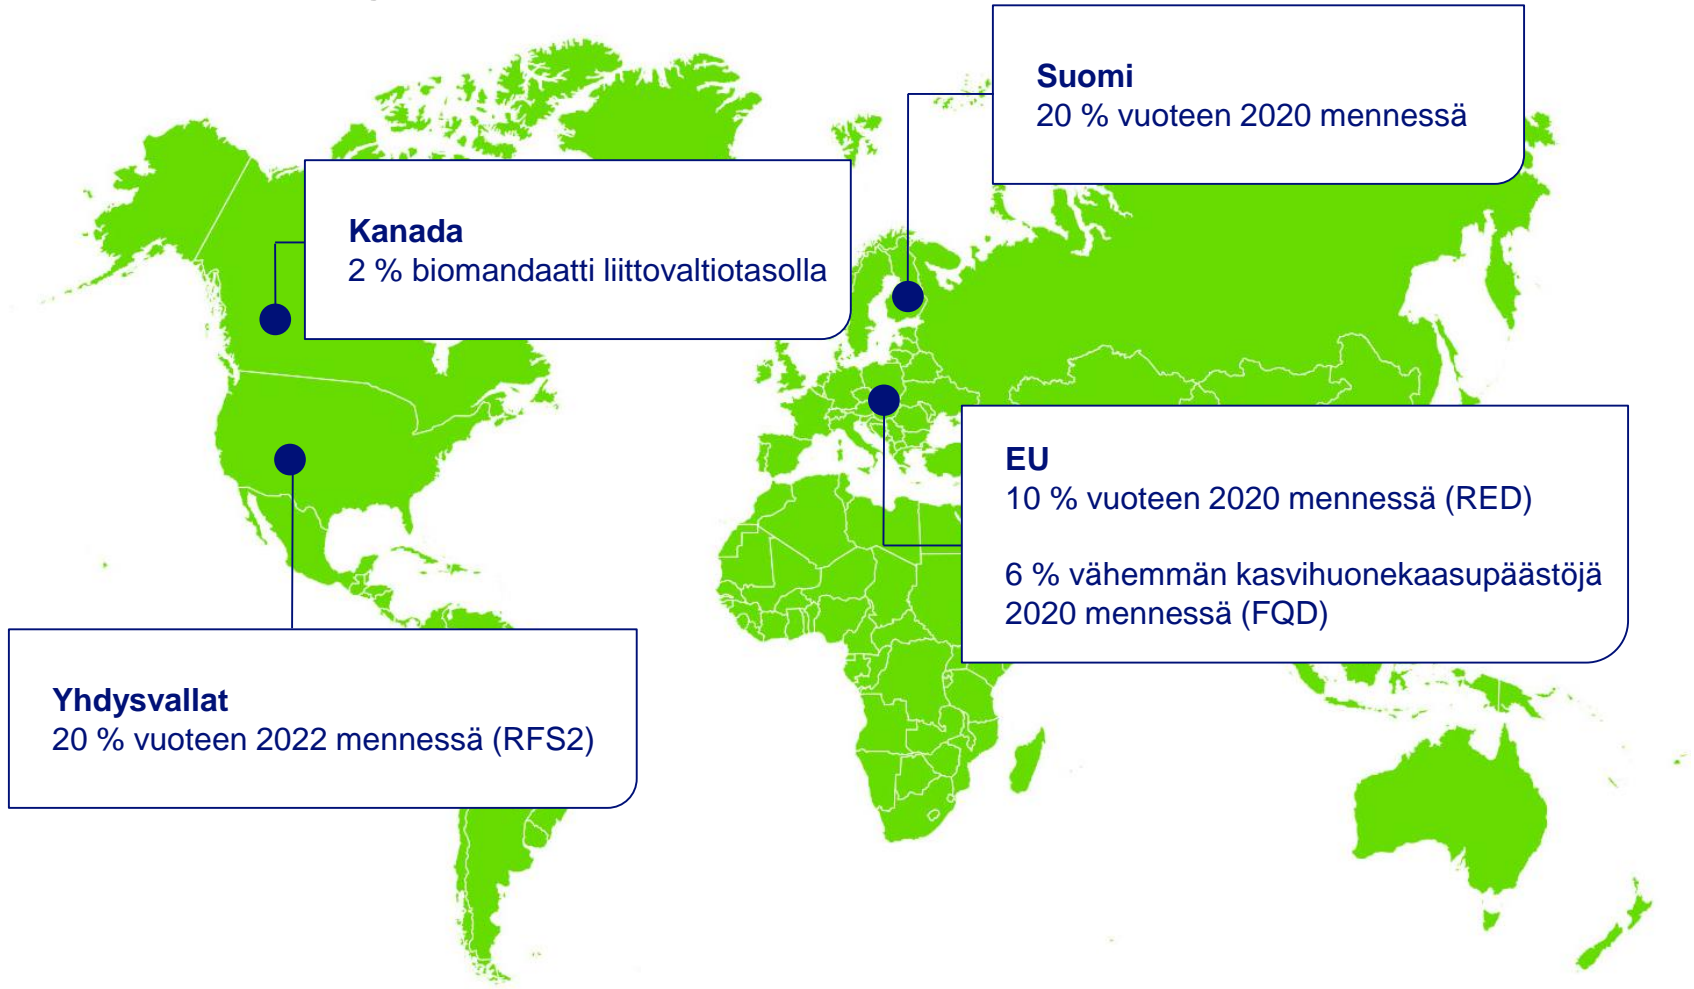 Suomi
20 % vuoteen 2020 mennessä
Kanada
2 % biomandaatti liittovaltiotasolla
EU
10 % vuoteen 2020 mennessä (RED)
6 % vähemmän kasvihuonekaasupäästöjä
2020 mennessä (FQD)
Yhdysvallat
20 % vuoteen 2022 mennessä (RFS2)